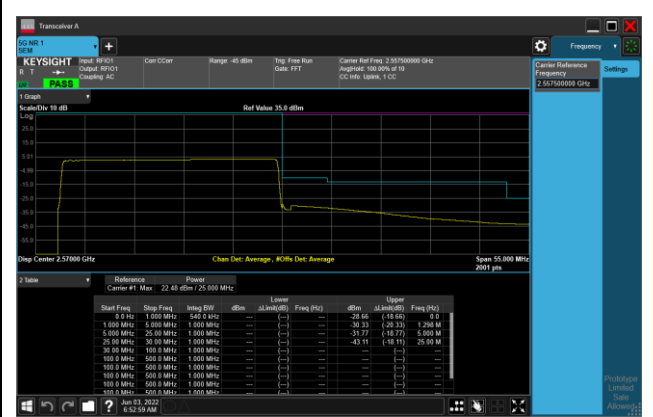 Transceiver A
5G NR 1
SEM
Frequency
KEYSIGHT
R T
PASS
Input: RFIO1
Output: RFIO1
Coupling: AC
Corr CCorr
Range: -45 dBm
Trig: Free Run
Gate: FFT
Carrier Ref Freq: 2.557500000 GHz
Avg|Hold: 100.00% of 10
CC Info: Uplink, 1 CC
Carrier Reference
Frequency
2.557500000 GHz
Settings
1 Graph
Scale/Div 10 dB
Ref Value 35.0 dBm
Log
25.0
15.0
5.01
-4.99
-15.0
-25.0
-35.0
-45.0
-55.0
Disp Center 2.57000 GHz
Chan Det: Average , #Offs Det: Average
Span 55.000 MHz
2001 pts
2 Table
Reference Power
Carrier #1 Max 22.48 dBm / 25.000 MHz
Lower Upper
Start Freq Stop Freq Integ BW dBm ΔLimit(dB) Freq (Hz) dBm ΔLimit(dB) Freq (Hz)
0.0 Hz 1.000 MHz 540.0 kHz --- (---) --- -28.66 (-18.66) 0.0
1.000 MHz 5.000 MHz 1.000 MHz --- (---) --- -30.33 (-20.33) 1.298 M
5.000 MHz 25.00 MHz 1.000 MHz --- (---) --- -31.77 (-18.77) 5.000 M
25.00 MHz 30.00 MHz 1.000 MHz --- (---) --- -43.11 (-18.11) 25.00 M
30.00 MHz 100.0 MHz 1.000 MHz --- (---) --- --- (---) ---
100.0 MHz 500.0 MHz 1.000 MHz --- (---) --- --- (---) ---
100.0 MHz 500.0 MHz 1.000 MHz --- (---) --- --- (---) ---
100.0 MHz 500.0 MHz 1.000 MHz --- (---) --- --- (---) ---
100.0 MHz 500.0 MHz 1.000 MHz --- (---) --- --- (---) ---
Jun 03, 2022
6:52:59 AM
Prototype
Limited
Sale
Allowed